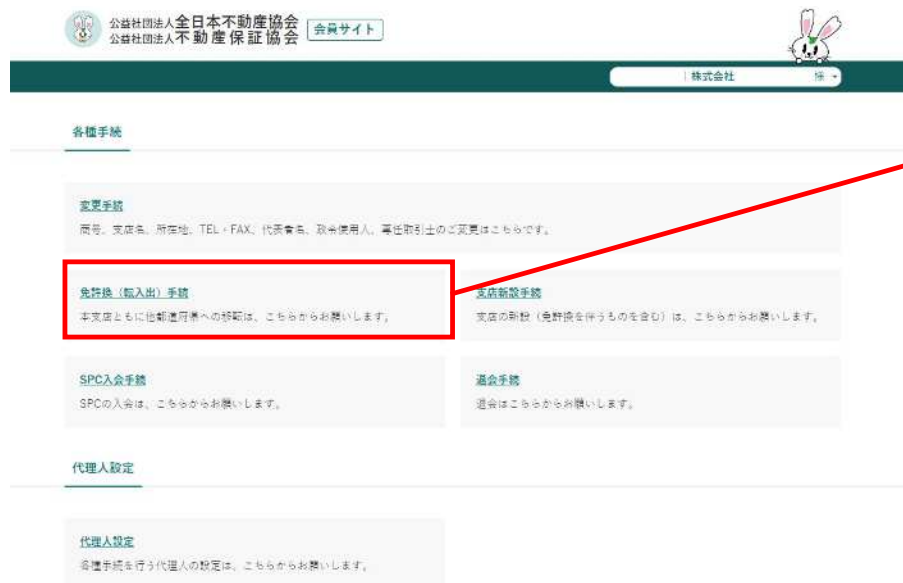 公益社団法人全日本不動産協会
公益社団法人不動産保証協会
会員サイト
株式会社
様
各種手続
変更手続
商号、支店名、所在地、TEL・FAX、代表者名、政令使用人、専任取引士のご変更はこちらです。
免許換（転入出）手続
本支店ともに他都道府県への移転は、こちらからお願いします。
支店新設手続
支店の新設（免許換を伴うものを含む）は、こちらからお願いします。
SPC入会手続
SPCの入会は、こちらからお願いします。
退会手続
退会はこちらからお願いします。
代理人設定
代理人設定
各種手続を行う代理人の設定は、こちらからお願いします。